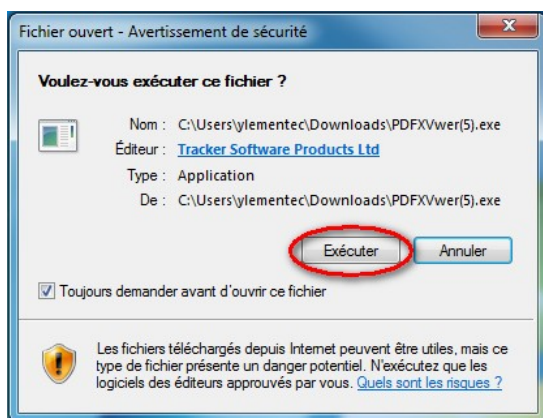 Fichier ouvert - Avertissement de sécurité
Voulez-vous exécuter ce fichier ?
Nom : C:\Users\ylementec\Downloads\PDFXVwer(5).exe
Éditeur : Tracker Software Products Ltd
Type : Application
De : C:\Users\ylementec\Downloads\PDFXVwer(5).exe
Exécuter Annuler
Toujours demander avant d'ouvrir ce fichier
Les fichiers téléchargés depuis Internet peuvent être utiles, mais ce
type de fichier présente un danger potentiel. N'exécutez que les
logiciels des éditeurs approuvés par vous. Quels sont les risques ?